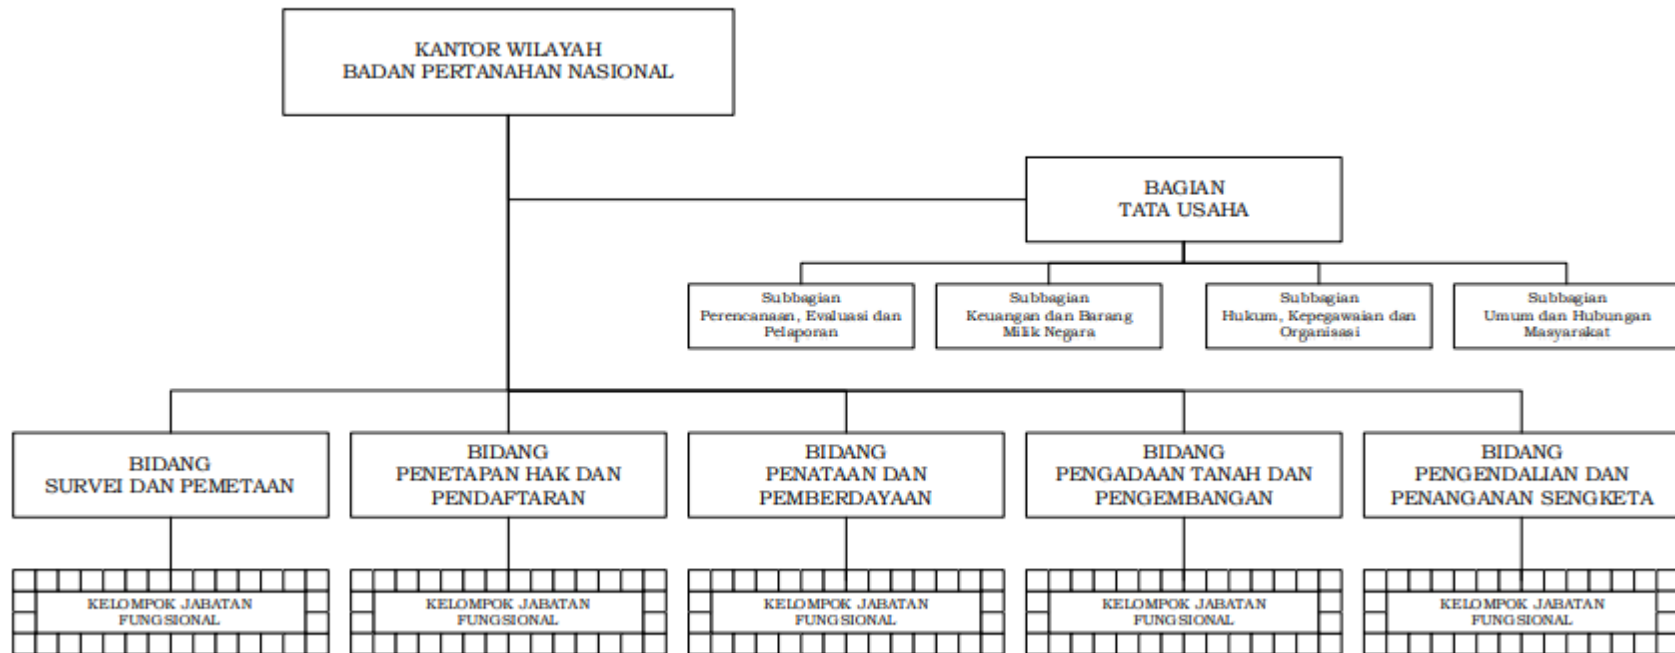 KANTOR WILAYAH
BADAN PERTANAHAN NASIONAL
BAGIAN
TATA USAHA
Subbagian
Perencanaan, Evaluasi dan
Pelaporan
Subbagian
Keuangan dan Barang
Milik Negara
Subbagian
Hukum, Kepegawaian dan
Organisasi
Subbagian
Umum dan Hubungan
Masyarakat
BIDANG
SURVEI DAN PEMETAAN
BIDANG
PENETAPAN HAK DAN
PENDAFTARAN
BIDANG
PENATAAN DAN
PEMBERDAYAAN
BIDANG
PENGADAAN TANAH DAN
PENGEMBANGAN
BIDANG
PENGENDALIAN DAN
PENANGANAN SENGKETA
KELOMPOK JABATAN
FUNGSIONAL
KELOMPOK JABATAN
FUNGSIONAL
KELOMPOK JABATAN
FUNGSIONAL
KELOMPOK JABATAN
FUNGSIONAL
KELOMPOK JABATAN
FUNGSIONAL